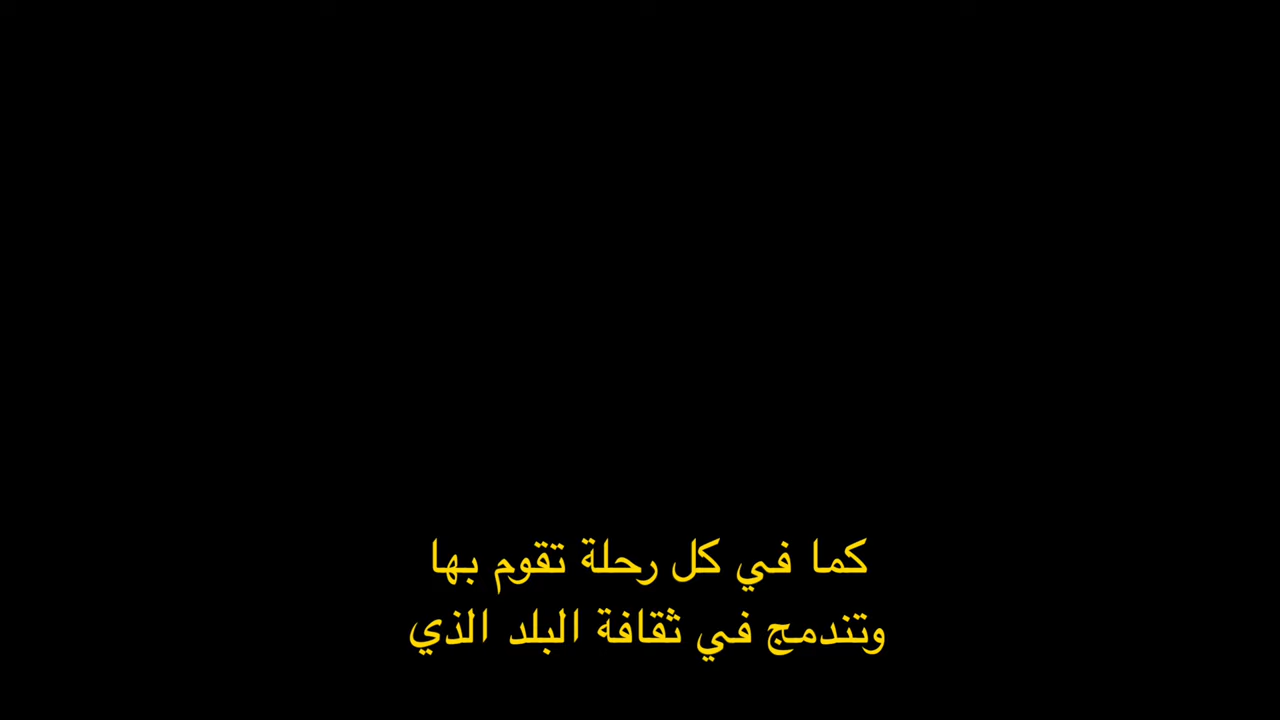 كما في كل رحلة تقوم بها
وتندمج في ثقافة البلد الذي